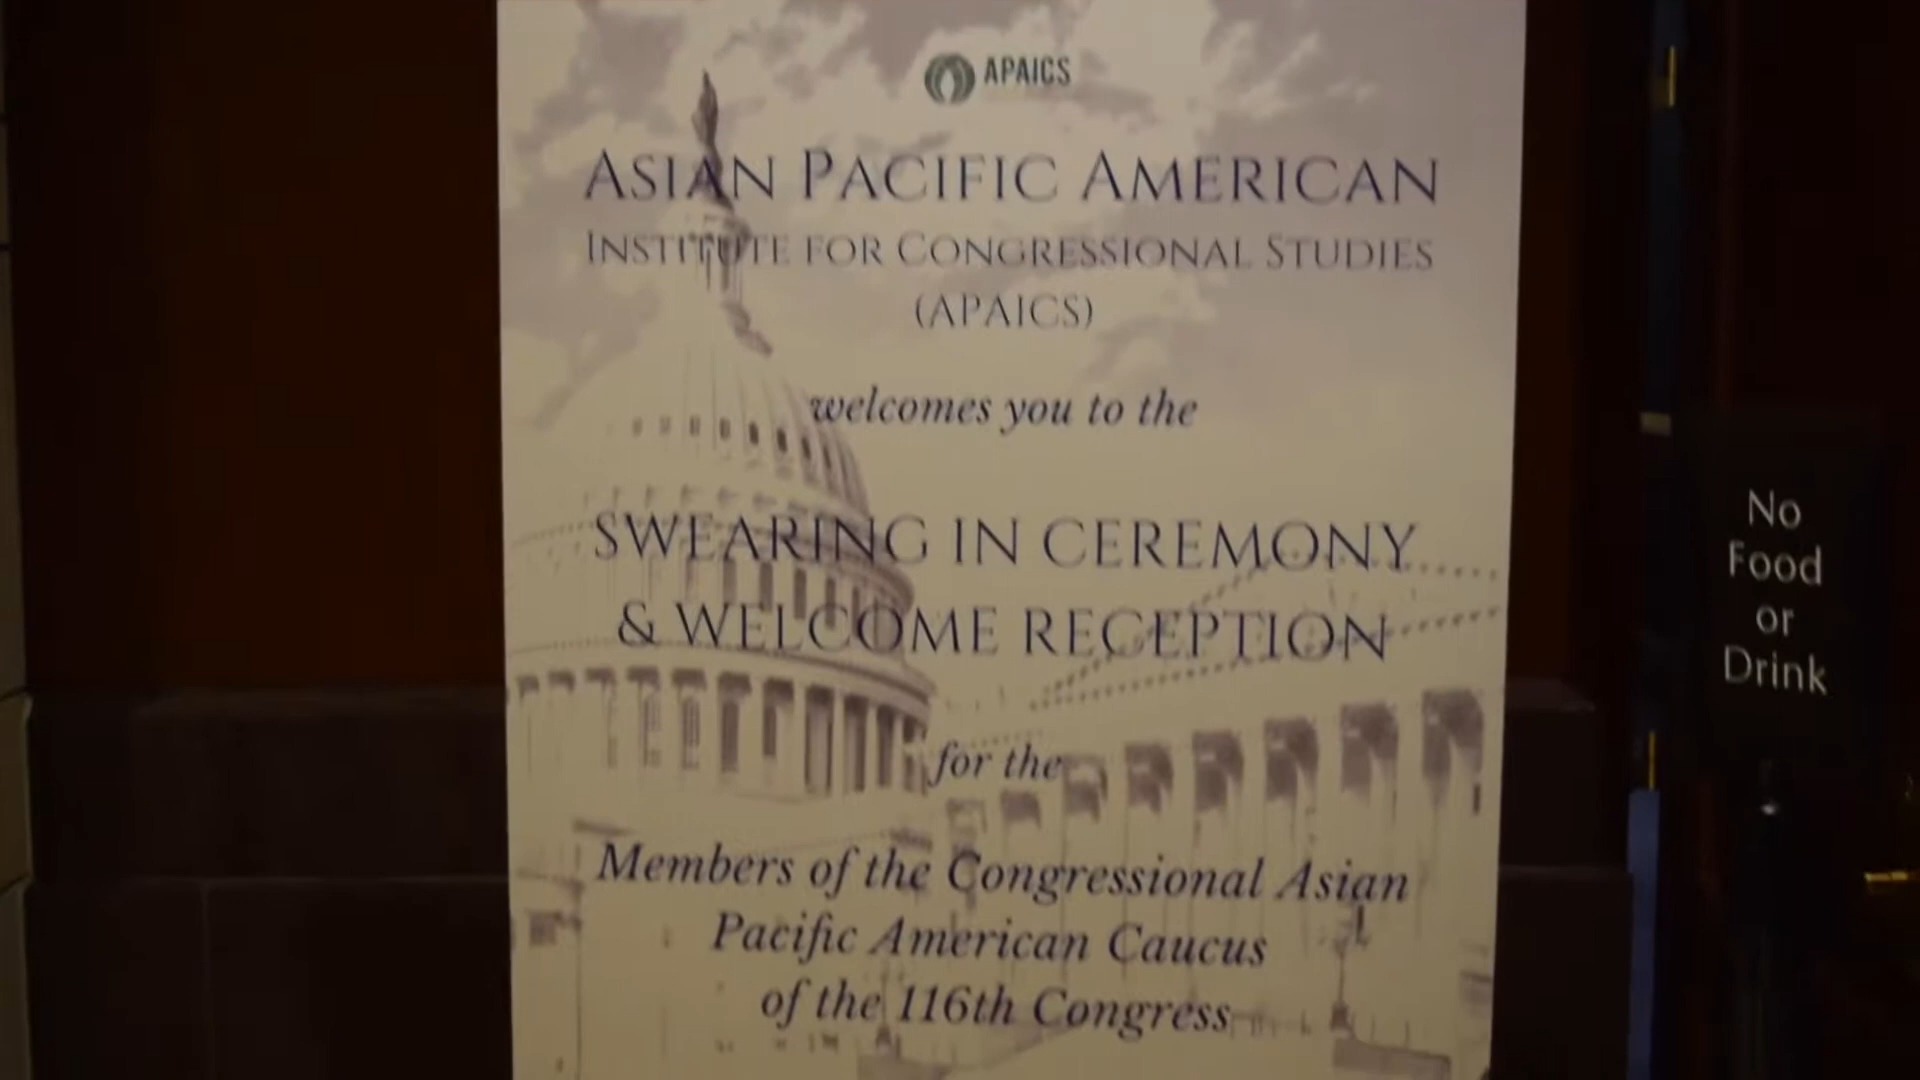 APAICS
ASIAN PACIFIC AMERICAN
INSTITUTE FOR CONGRESSIONAL STUDIES
(APAICS)
welcomes you to the
SWEARING IN CEREMONY
& WELCOME RECEPTION
for the
Members of the Congressional Asian
Pacific American Caucus
of the 116th Congress
No
Food
or
Drink